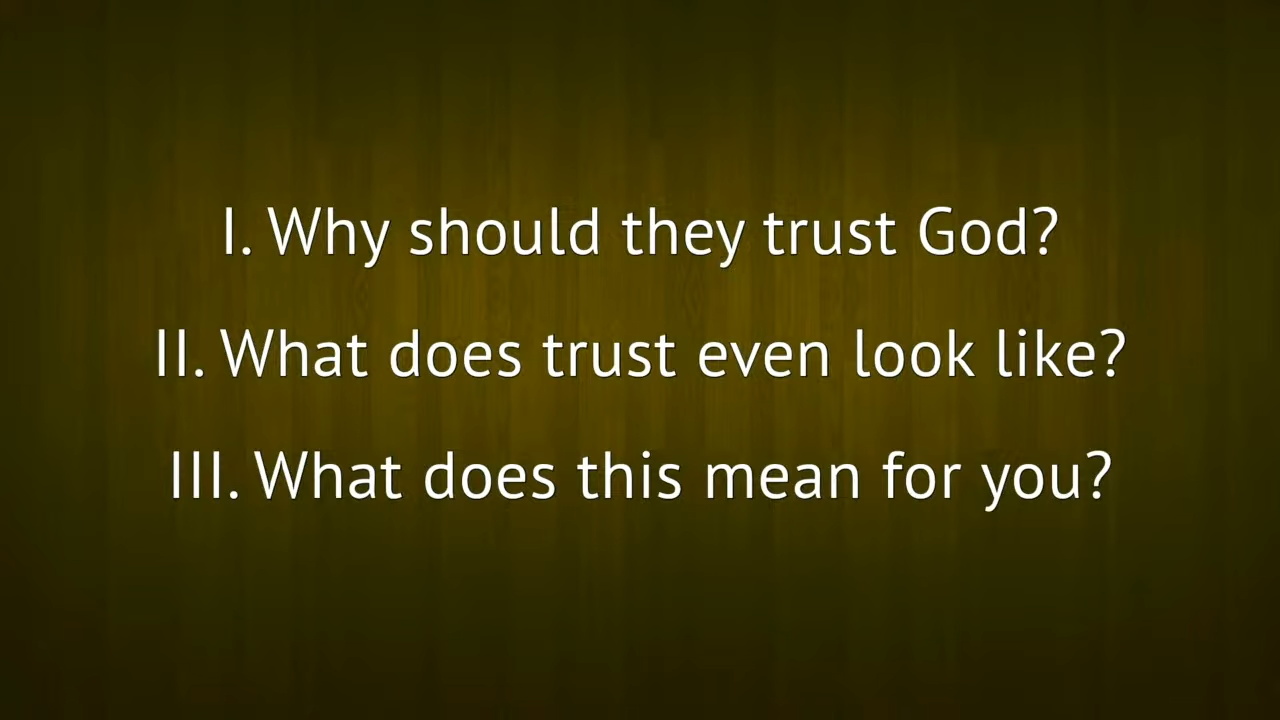 I. Why should they trust God?
II. What does trust even look like?
III. What does this mean for you?